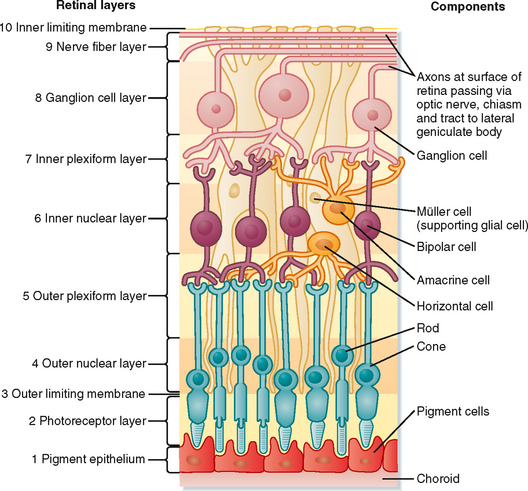 Retinal layers
Components
10 Inner limiting membrane
9 Nerve fiber layer
8 Ganglion cell layer
7 Inner plexiform layer
6 Inner nuclear layer
5 Outer plexiform layer
4 Outer nuclear layer
3 Outer limiting membrane
2 Photoreceptor layer
1 Pigment epithelium
Axons at surface of
retina passing via
optic nerve, chiasm
and tract to lateral
geniculate body
Ganglion cell
Müller cell
(supporting glial cell)
Bipolar cell
Amacrine cell
Horizontal cell
Rod
Cone
Pigment cells
Choroid